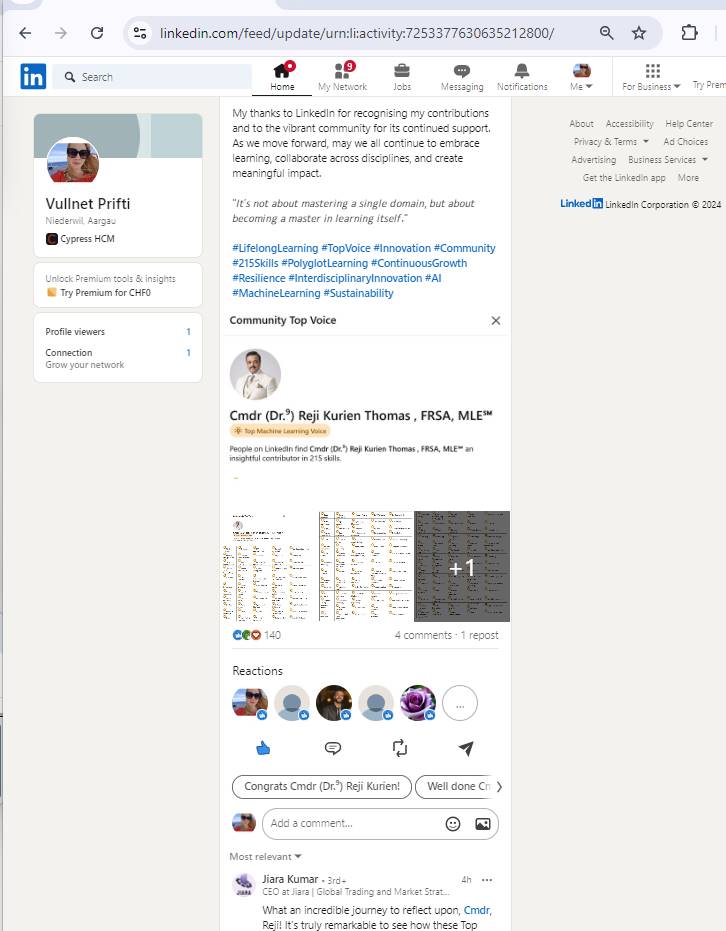 linkedin.com/feed/update/urn:li:activity:7253377630635212800/
in
Search
9
Home
My Network
Jobs
Messaging
Notifications
Me
For Business
Try Prem
Vullnet Prifti
Niederwil, Aargau
Cypress HCM
Unlock Premium tools & insights
Try Premium for CHF0
Profile viewers 1
Connection 1
Grow your network
My thanks to LinkedIn for recognising my contributions
and to the vibrant community for its continued support.
As we move forward, may we all continue to embrace
learning, collaborate across disciplines, and create
meaningful impact.
"It's not about mastering a single domain, but about
becoming a master in learning itself."
#LifelongLearning #TopVoice #Innovation #Community
#215Skills #PolyglotLearning #ContinuousGrowth
#Resilience #InterdisciplinaryInnovation #AI
#MachineLearning #Sustainability
Community Top Voice
Cmdr (Dr.⁹) Reji Kurien Thomas , FRSA, MLE℠
Top Machine Learning Voice
People on LinkedIn find Cmdr (Dr.⁹) Reji Kurien Thomas , FRSA, MLE℠ an
insightful contributor in 215 skills.
+1
140
4 comments · 1 repost
Reactions
...
Congrats Cmdr (Dr.⁹) Reji Kurien!
Well done
Add a comment...
Most relevant
Jiara Kumar • 3rd+
4h
CEO at Jiara | Global Trading and Market Strat...
JIARA
What an incredible journey to reflect upon, Cmdr,
Reji! It's truly remarkable to see how these Top
About Accessibility Help Center
Privacy & Terms Ad Choices
Advertising Business Services
Get the LinkedIn app More
LinkedIn LinkedIn Corporation © 2024